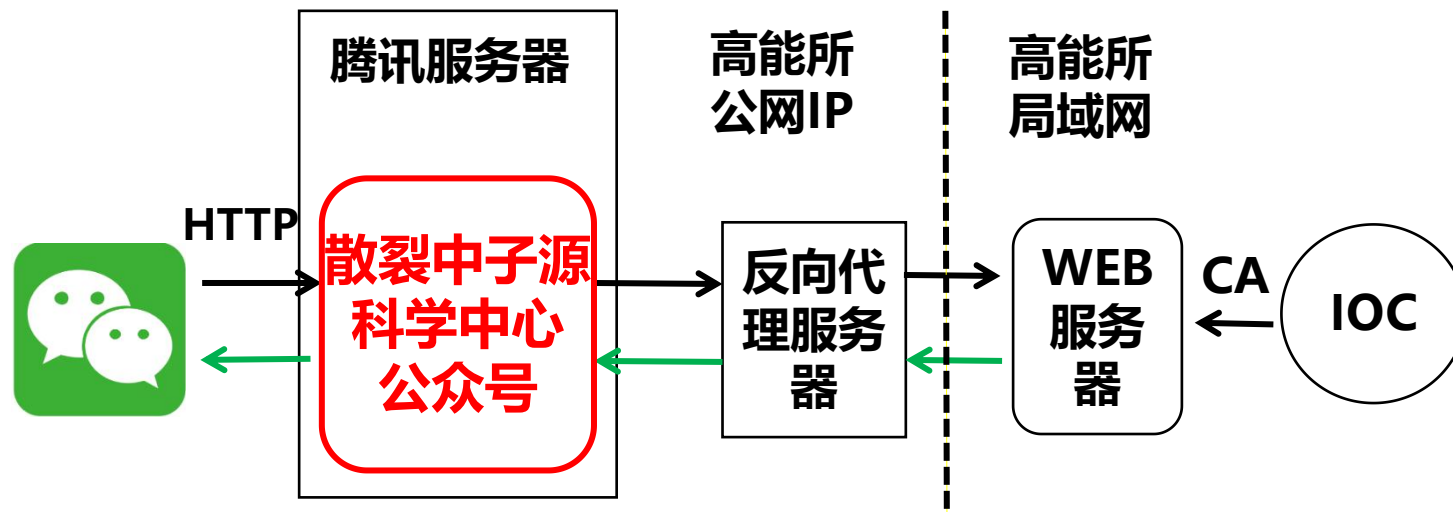 腾讯服务器
高能所
公网IP
高能所
局域网
HTTP
散裂中子源
科学中心
公众号
反向代
理服务
器
WEB
服务
器
CA
IOC